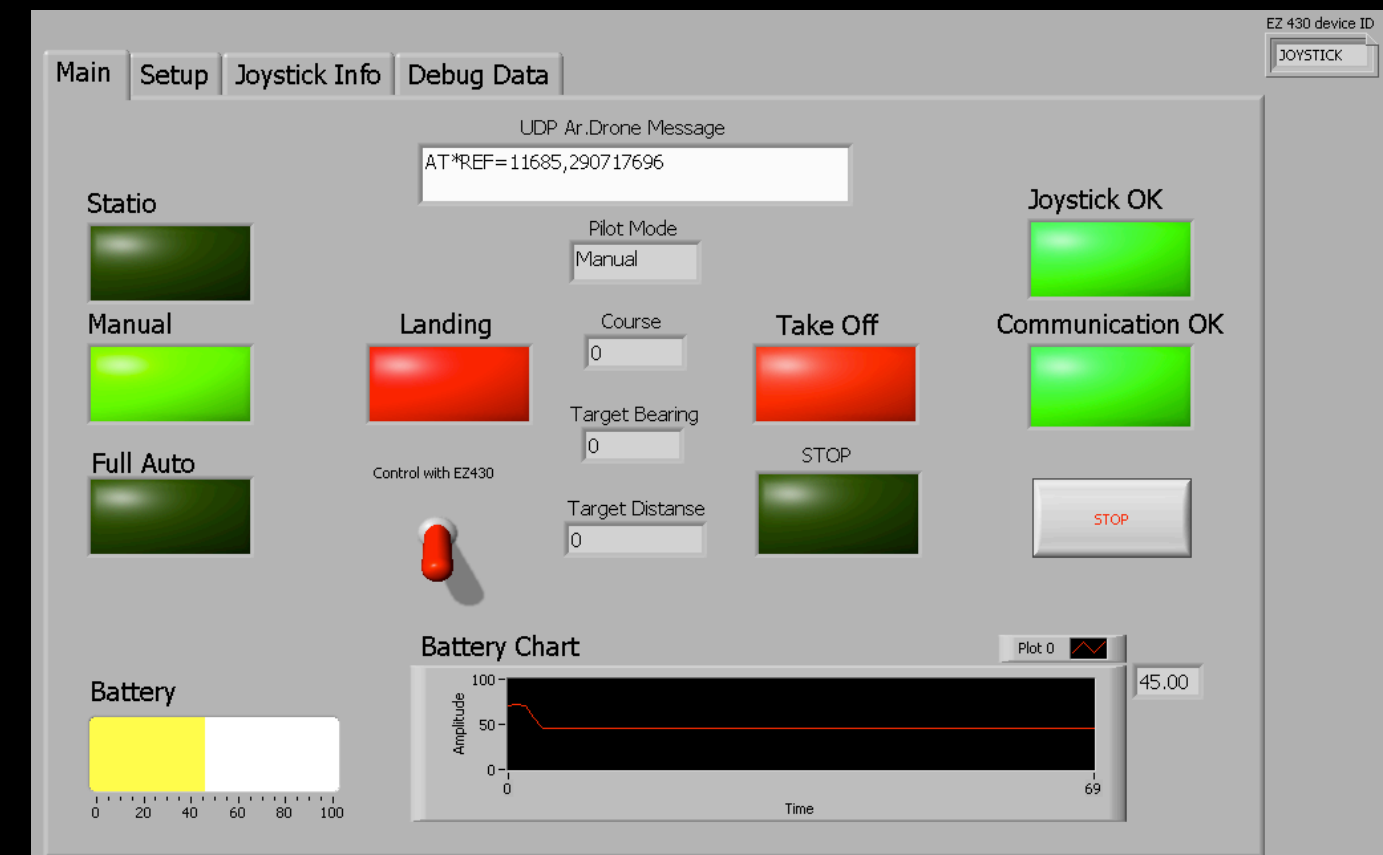 EZ 430 device ID
JOYSTICK
Main Setup Joystick Info Debug Data
UDP Ar.Drone Message
AT*REF=11685,290717696
Statio
Joystick OK
Pilot Mode
Manual
Manual
Landing
Course
0
Take Off
Communication OK
Target Bearing
0
Full Auto
Control with EZ430
STOP
STOP
Target Distanse
0
Battery Chart
Plot 0
45.00
Battery
0 20 40 60 80 100
Amplitude
100
50
0
0 69
Time